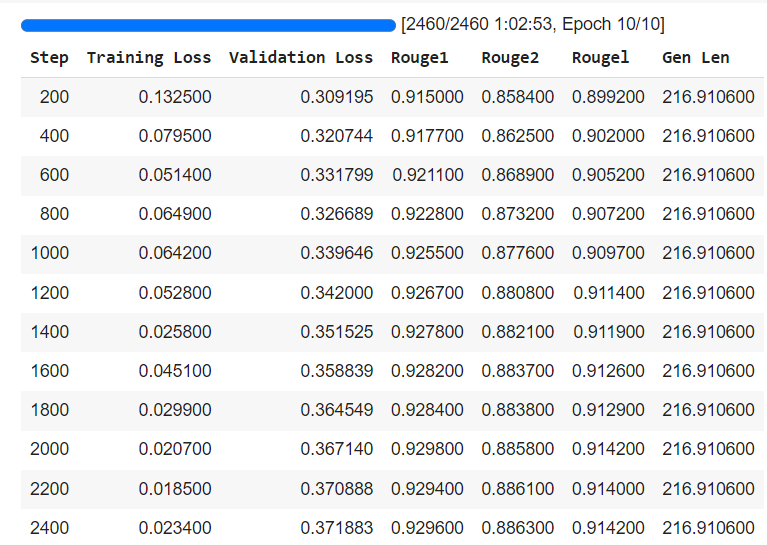 [2460/2460 1:02:53, Epoch 10/10]
Step Training Loss Validation Loss Rouge1 Rouge2 Rougel Gen Len
200 0.132500 0.309195 0.915000 0.858400 0.899200 216.910600
400 0.079500 0.320744 0.917700 0.862500 0.902000 216.910600
600 0.051400 0.331799 0.921100 0.868900 0.905200 216.910600
800 0.064900 0.326689 0.922800 0.873200 0.907200 216.910600
1000 0.064200 0.339646 0.925500 0.877600 0.909700 216.910600
1200 0.052800 0.342000 0.926700 0.880800 0.911400 216.910600
1400 0.025800 0.351525 0.927800 0.882100 0.911900 216.910600
1600 0.045100 0.358839 0.928200 0.883700 0.912600 216.910600
1800 0.029900 0.364549 0.928400 0.883800 0.912900 216.910600
2000 0.020700 0.367140 0.929800 0.885800 0.914200 216.910600
2200 0.018500 0.370888 0.929400 0.886100 0.914000 216.910600
2400 0.023400 0.371883 0.929600 0.886300 0.914200 216.910600